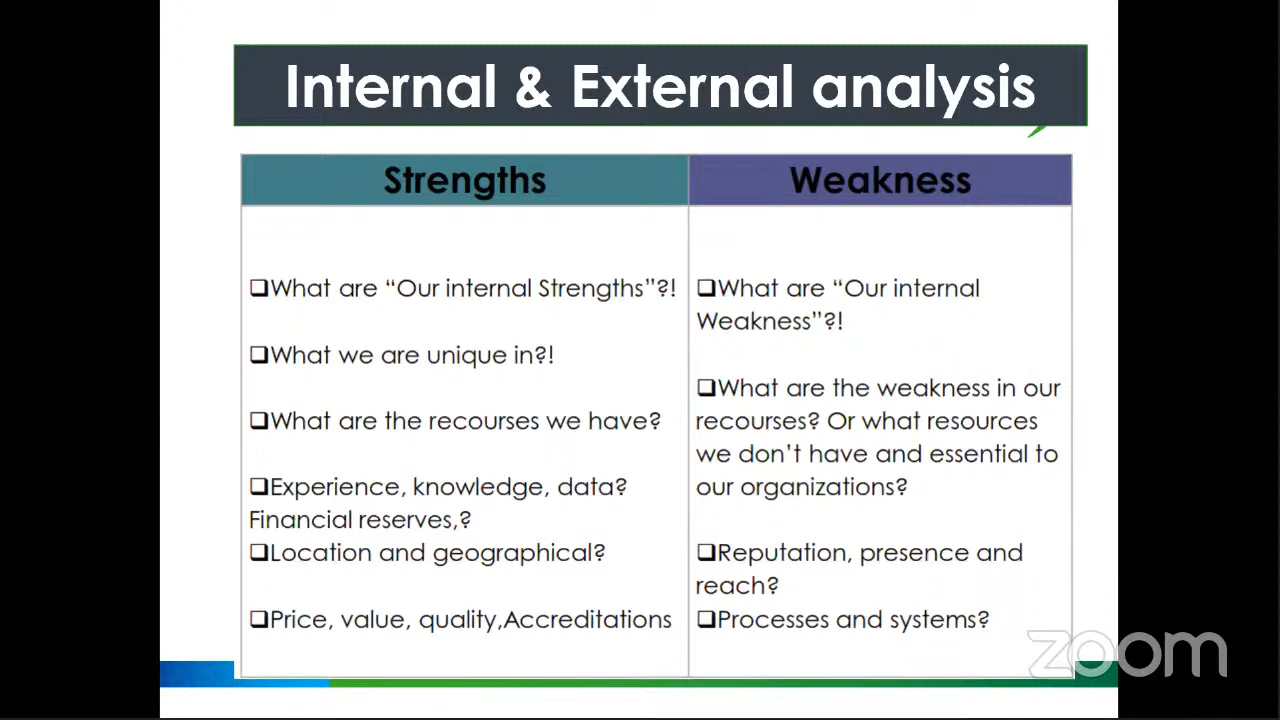 Internal & External analysis
Strengths
❑What are “Our internal Strengths”?!
❑What we are unique in?!
❑What are the recourses we have?
❑Experience, knowledge, data?
Financial reserves,?
❑Location and geographical?
❑Price, value, quality,Accreditations
Weakness
❑What are “Our internal
Weakness”?!
❑What are the weakness in our
recourses? Or what resources
we don’t have and essential to
our organizations?
❑Reputation, presence and
reach?
❑Processes and systems?
zoom